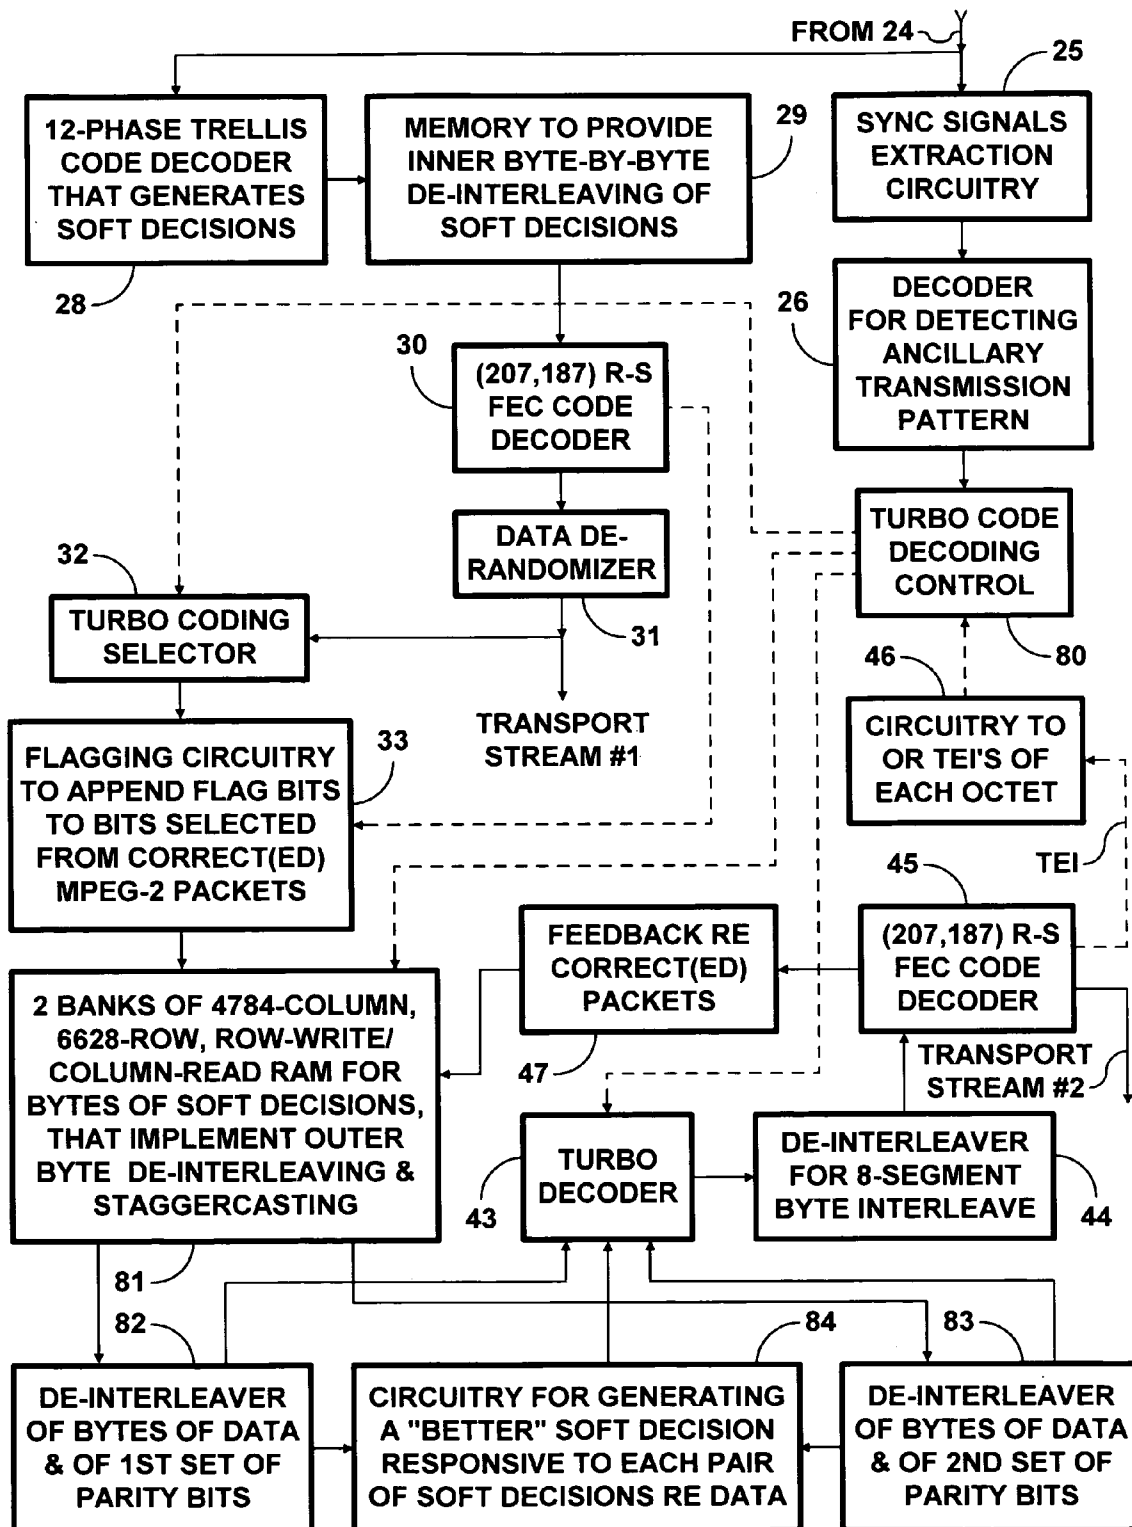 FROM 24
25
12-PHASE TRELLIS
CODE DECODER
THAT GENERATES
SOFT DECISIONS
28
MEMORY TO PROVIDE
INNER BYTE-BY-BYTE
DE-INTERLEAVING OF
SOFT DECISIONS
29
SYNC SIGNALS
EXTRACTION
CIRCUITRY
26
DECODER
FOR DETECTING
ANCILLARY
TRANSMISSION
PATTERN
30
(207,187) R-S
FEC CODE
DECODER
DATA DE-
RANDOMIZER
31
TURBO CODE
DECODING
CONTROL
80
32
TURBO CODING
SELECTOR
TRANSPORT
STREAM #1
46
CIRCUITRY TO
OR TEI'S OF
EACH OCTET
TEI
33
FLAGGING CIRCUITRY
TO APPEND FLAG BITS
TO BITS SELECTED
FROM CORRECT(ED)
MPEG-2 PACKETS
45
(207,187) R-S
FEC CODE
DECODER
FEEDBACK RE
CORRECT(ED)
PACKETS
47
TRANSPORT
STREAM #2
2 BANKS OF 4784-COLUMN,
6628-ROW, ROW-WRITE/
COLUMN-READ RAM FOR
BYTES OF SOFT DECISIONS,
THAT IMPLEMENT OUTER
BYTE DE-INTERLEAVING &
STAGGERCASTING
81
TURBO
DECODER
43
DE-INTERLEAVER
FOR 8-SEGMENT
BYTE INTERLEAVE
44
82
84
83
DE-INTERLEAVER
OF BYTES OF DATA
& OF 1ST SET OF
PARITY BITS
CIRCUITRY FOR GENERATING
A "BETTER" SOFT DECISION
RESPONSIVE TO EACH PAIR
OF SOFT DECISIONS RE DATA
DE-INTERLEAVER
OF BYTES OF DATA
& OF 2ND SET OF
PARITY BITS